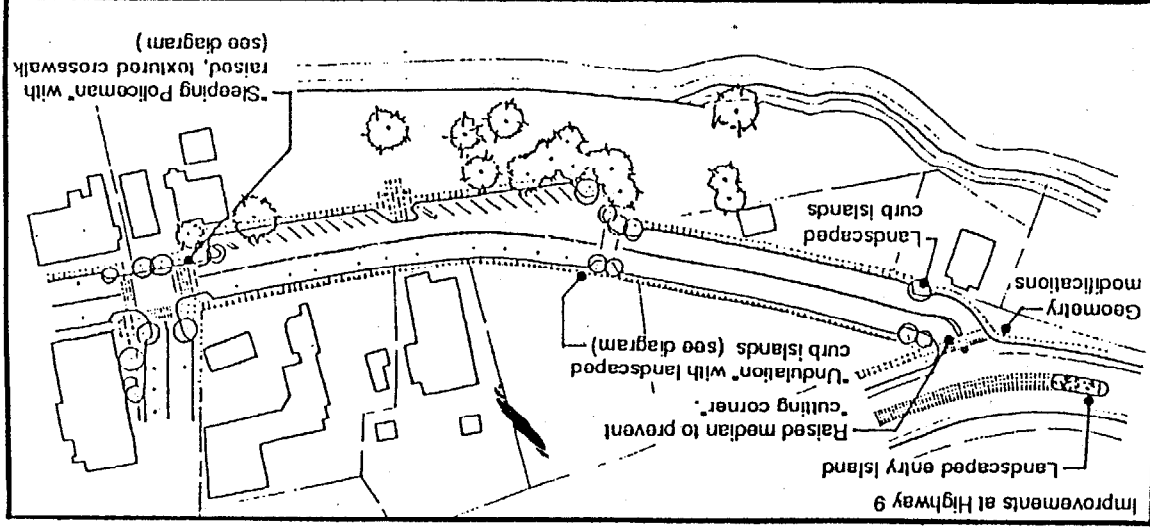 Improvements at Highway 9
Landscaped entry Island
Raised median to prevent
"cutting corner".
"Undulation" with landscaped
curb islands (see diagram)
Geometry
modifications
Landscaped
curb islands
"Sleeping Policeman" with
raised, textured crosswalk
(see diagram)